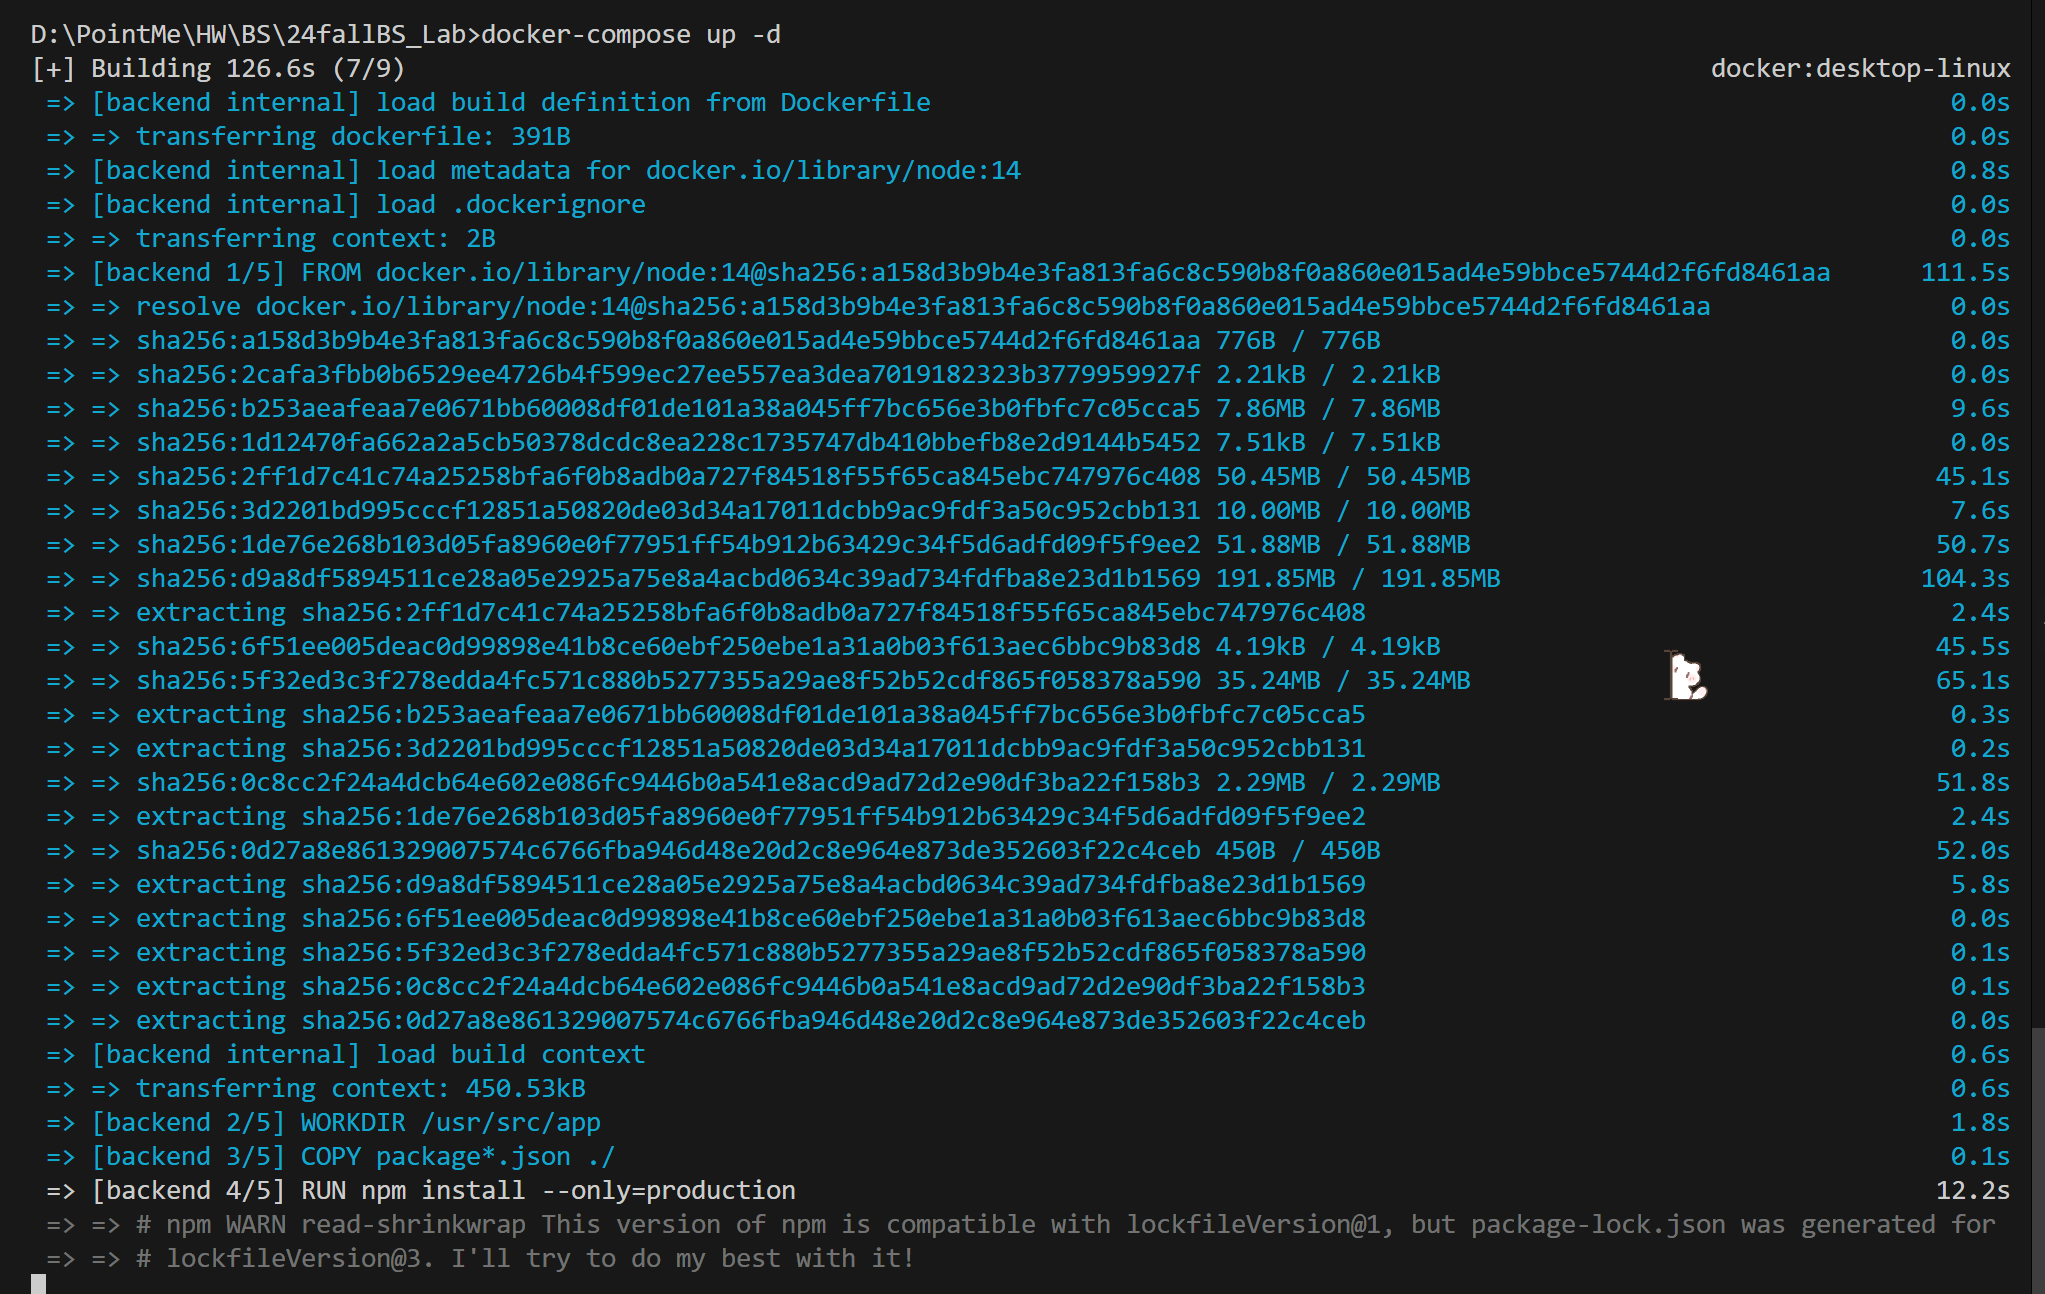 D:\PointMe\HW\BS\24fallBS_Lab>docker-compose up -d
[+] Building 126.6s (7/9) docker:desktop-linux
=> [backend internal] load build definition from Dockerfile 0.0s
=> => transferring dockerfile: 391B 0.0s
=> [backend internal] load metadata for docker.io/library/node:14 0.8s
=> [backend internal] load .dockerignore 0.0s
=> => transferring context: 2B 0.0s
=> [backend 1/5] FROM docker.io/library/node:14@sha256:a158d3b9b4e3fa813fa6c8c590b8f0a860e015ad4e59bbce5744d2f6fd8461aa 111.5s
=> => resolve docker.io/library/node:14@sha256:a158d3b9b4e3fa813fa6c8c590b8f0a860e015ad4e59bbce5744d2f6fd8461aa 0.0s
=> => sha256:a158d3b9b4e3fa813fa6c8c590b8f0a860e015ad4e59bbce5744d2f6fd8461aa 776B / 776B 0.0s
=> => sha256:2cafa3fbb0b6529ee4726b4f599ec27ee557ea3dea7019182323b3779959927f 2.21kB / 2.21kB 0.0s
=> => sha256:b253aeafeaa7e0671bb60008df01de101a38a045ff7bc656e3b0fbfc7c05cca5 7.86MB / 7.86MB 9.6s
=> => sha256:1d12470fa662a2a5cb50378dcdc8ea228c1735747db410bbefb8e2d9144b5452 7.51kB / 7.51kB 0.0s
=> => sha256:2ff1d7c41c74a25258bfa6f0b8adb0a727f84518f55f65ca845ebc747976c408 50.45MB / 50.45MB 45.1s
=> => sha256:3d2201bd995cccf12851a50820de03d34a17011dcbb9ac9fdf3a50c952cbb131 10.00MB / 10.00MB 7.6s
=> => sha256:1de76e268b103d05fa8960e0f77951ff54b912b63429c34f5d6adfd09f5f9ee2 51.88MB / 51.88MB 50.7s
=> => sha256:d9a8df5894511ce28a05e2925a75e8a4acbd0634c39ad734fdfba8e23d1b1569 191.85MB / 191.85MB 104.3s
=> => extracting sha256:2ff1d7c41c74a25258bfa6f0b8adb0a727f84518f55f65ca845ebc747976c408 2.4s
=> => sha256:6f51ee005deac0d99898e41b8ce60ebf250ebe1a31a0b03f613aec6bbc9b83d8 4.19kB / 4.19kB 45.5s
=> => sha256:5f32ed3c3f278edda4fc571c880b5277355a29ae8f52b52cdf865f058378a590 35.24MB / 35.24MB 65.1s
=> => extracting sha256:b253aeafeaa7e0671bb60008df01de101a38a045ff7bc656e3b0fbfc7c05cca5 0.3s
=> => extracting sha256:3d2201bd995cccf12851a50820de03d34a17011dcbb9ac9fdf3a50c952cbb131 0.2s
=> => sha256:0c8cc2f24a4dcb64e602e086fc9446b0a541e8acd9ad72d2e90df3ba22f158b3 2.29MB / 2.29MB 51.8s
=> => extracting sha256:1de76e268b103d05fa8960e0f77951ff54b912b63429c34f5d6adfd09f5f9ee2 2.4s
=> => sha256:0d27a8e861329007574c6766fba946d48e20d2c8e964e873de352603f22c4ceb 450B / 450B 52.0s
=> => extracting sha256:d9a8df5894511ce28a05e2925a75e8a4acbd0634c39ad734fdfba8e23d1b1569 5.8s
=> => extracting sha256:6f51ee005deac0d99898e41b8ce60ebf250ebe1a31a0b03f613aec6bbc9b83d8 0.0s
=> => extracting sha256:5f32ed3c3f278edda4fc571c880b5277355a29ae8f52b52cdf865f058378a590 0.1s
=> => extracting sha256:0c8cc2f24a4dcb64e602e086fc9446b0a541e8acd9ad72d2e90df3ba22f158b3 0.1s
=> => extracting sha256:0d27a8e861329007574c6766fba946d48e20d2c8e964e873de352603f22c4ceb 0.0s
=> [backend internal] load build context 0.6s
=> => transferring context: 450.53kB 0.6s
=> [backend 2/5] WORKDIR /usr/src/app 1.8s
=> [backend 3/5] COPY package*.json ./ 0.1s
=> [backend 4/5] RUN npm install --only=production 12.2s
=> => # npm WARN read-shrinkwrap This version of npm is compatible with lockfileVersion@1, but package-lock.json was generated for
=> => # lockfileVersion@3. I'll try to do my best with it!